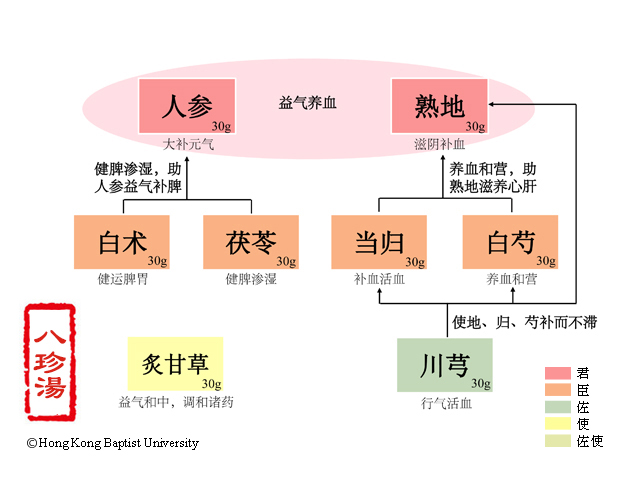 人参
30g
大补元气
益气养血
熟地
30g
滋阴补血
健脾渗湿，助
人参益气补脾
养血和营，助
熟地滋养心肝
白术
30g
健运脾胃
茯苓
30g
健脾渗湿
当归
30g
补血活血
白芍
30g
养血和营
使地、归、芍补而不滞
八珍湯
炙甘草
30g
益气和中，调和诸药
川芎
30g
行气活血
君
臣
佐
使
佐使
©Hong Kong Baptist University